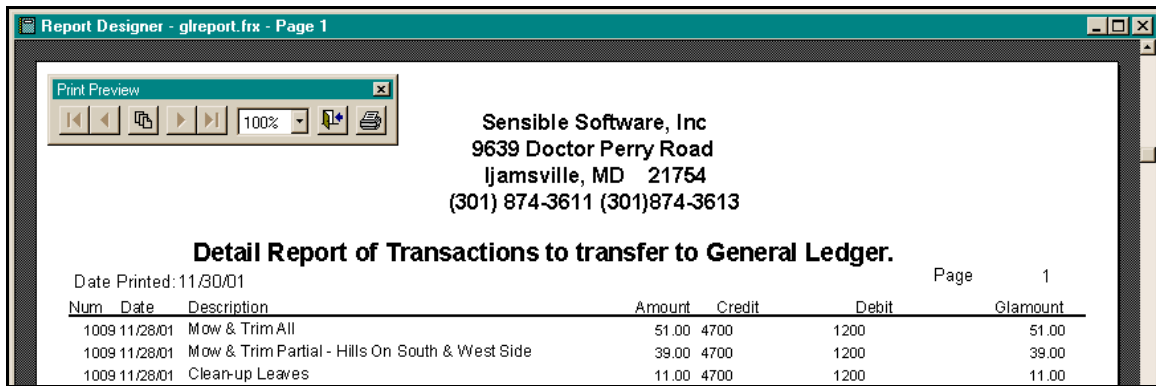 Report Designer - glreport.frx - Page 1
Print Preview
100%
Sensible Software, Inc
9639 Doctor Perry Road
Ijamsville, MD 21754
(301) 874-3611 (301)874-3613
Detail Report of Transactions to transfer to General Ledger.
Date Printed: 11/30/01 Page 1
Num Date Description Amount Credit Debit Glamount
1009 11/28/01 Mow & Trim All 51.00 4700 1200 51.00
1009 11/28/01 Mow & Trim Partial - Hills On South & West Side 39.00 4700 1200 39.00
1009 11/28/01 Clean-up Leaves 11.00 4700 1200 11.00